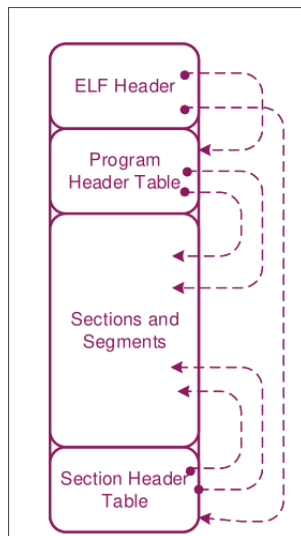 ELF Header
Program
Header Table
Sections and
Segments
Section Header
Table